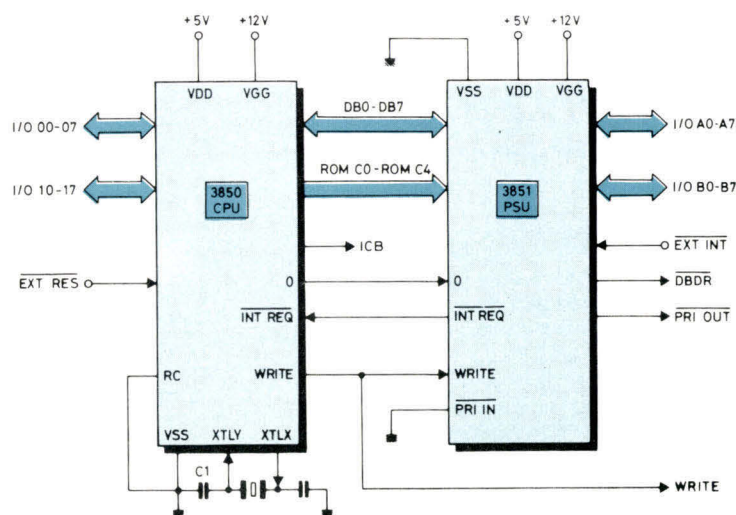 +5V +12V +5V +12V
VDD VGG VSS VDD VGG
I/O 00-07 DB0-DB7 I/O A0-A7
I/O 10-17 ROM C0-ROM C4 I/O B0-B7
3850 3851
CPU PSU
ICB EXT INT
EXT RES O O DBDR
INT REQ INT REQ PRI OUT
RC WRITE WRITE
PRI IN
VSS XTLY XTLX
C1
WRITE